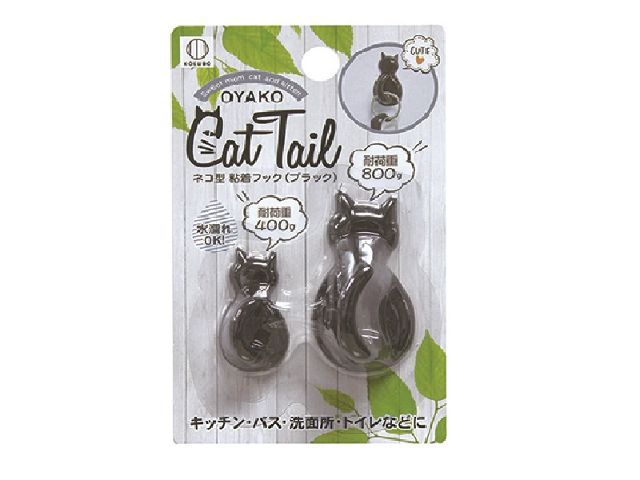 KOKUBO
Sweet mom cat and kitten
OYAKO
Cat Tail
ネコ型 粘着フック(ブラック)
CUTE
耐荷重
800g
耐荷重
400g
水濡れ
OK!
キッチン・バス・洗面所・トイレなどに